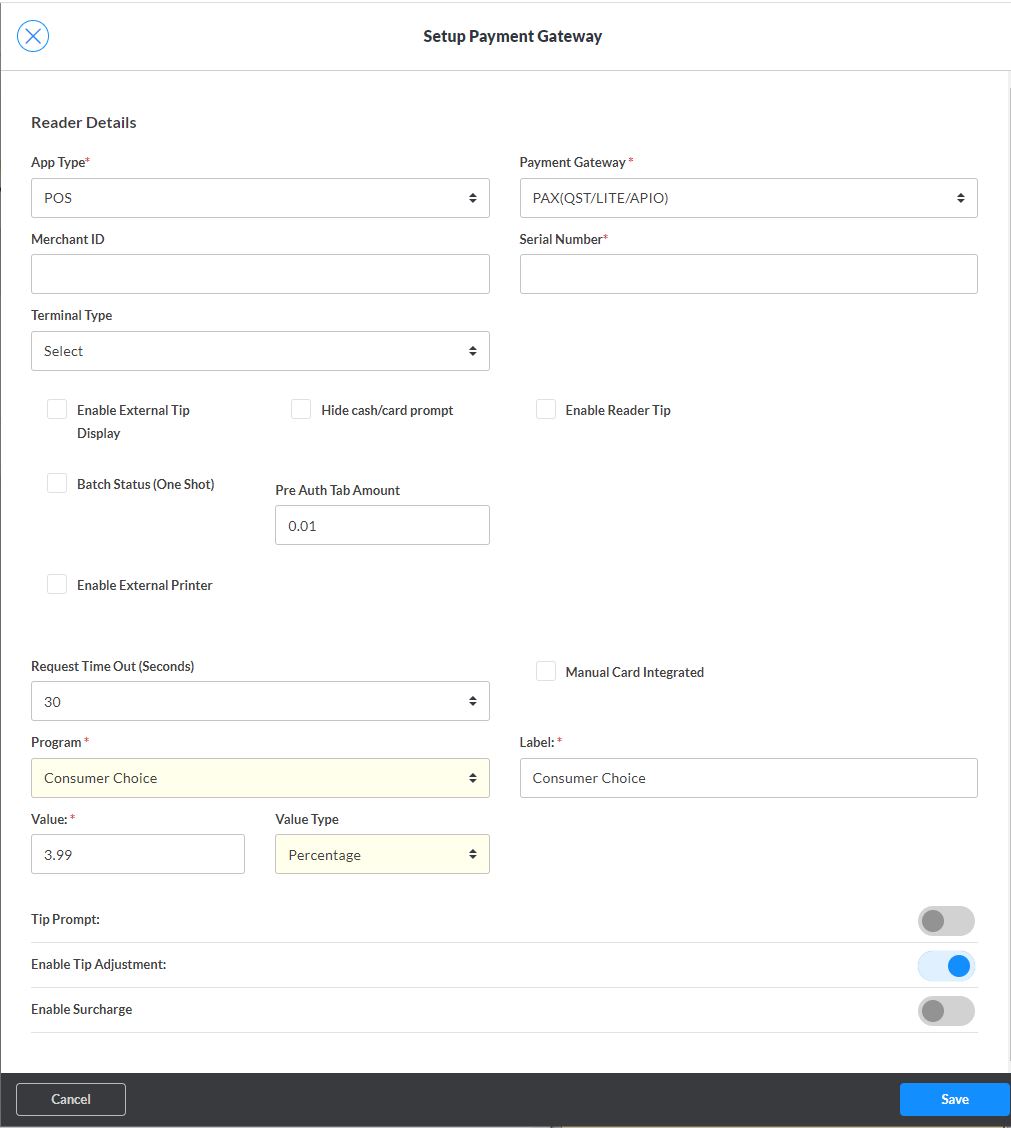 Setup Payment Gateway
Reader Details
App Type*
Payment Gateway *
POS
PAX(QST/LITE/APIO)
Merchant ID
Serial Number*
Terminal Type
Select
Enable External Tip
Display
Hide cash/card prompt
Enable Reader Tip
Batch Status (One Shot)
Pre Auth Tab Amount
0.01
Enable External Printer
Request Time Out (Seconds)
Manual Card Integrated
30
Program *
Label: *
Consumer Choice
Consumer Choice
Value: *
Value Type
3.99
Percentage
Tip Prompt:
Enable Tip Adjustment:
Enable Surcharge
Cancel
Save